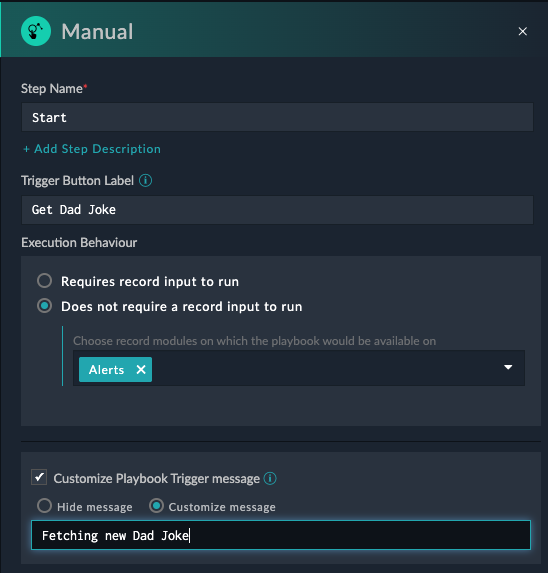 Manual
Step Name*
Start
+ Add Step Description
Trigger Button Label
Get Dad Joke
Execution Behaviour
Requires record input to run
Does not require a record input to run
Choose record modules on which the playbook would be available on
Alerts
Customize Playbook Trigger message
Hide message Customize message
Fetching new Dad Joke